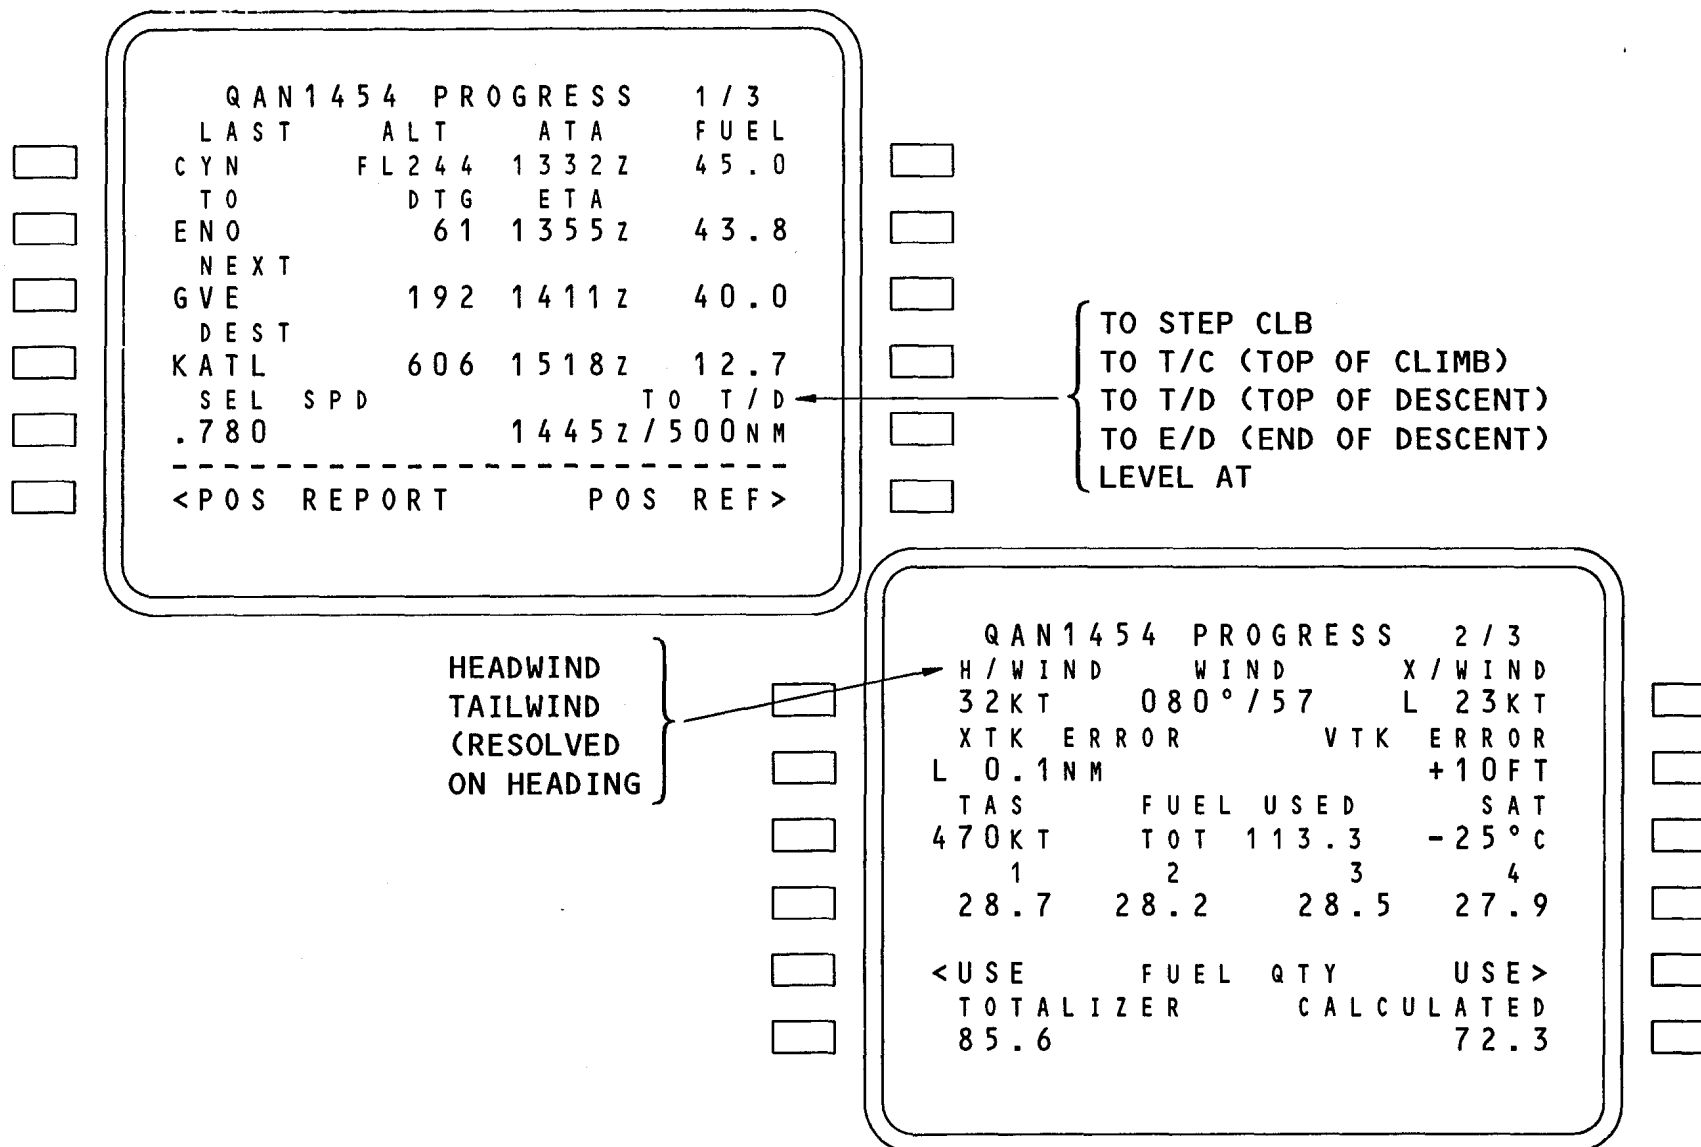 QAN1454 PROGRESS 1/3
LAST ALT ATA FUEL
CYN FL244 1332Z 45.0
TO DTG ETA
ENO 61 1355Z 43.8
NEXT
GVE 192 1411Z 40.0
DEST
KATL 606 1518Z 12.7
SEL SPD TO T/D
.780 1445Z/500NM
--------------------
<POS REPORT POS REF>
TO STEP CLB
TO T/C (TOP OF CLIMB)
TO T/D (TOP OF DESCENT)
TO E/D (END OF DESCENT)
LEVEL AT
HEADWIND
TAILWIND
(RESOLVED
ON HEADING
QAN1454 PROGRESS 2/3
H/WIND WIND X/WIND
32KT 080°/57 L 23KT
XTK ERROR VTK ERROR
L 0.1NM +10FT
TAS FUEL USED SAT
470KT TOT 113.3 -25°C
1 2 3 4
28.7 28.2 28.5 27.9
<USE FUEL QTY USE>
TOTALIZER CALCULATED
85.6 72.3